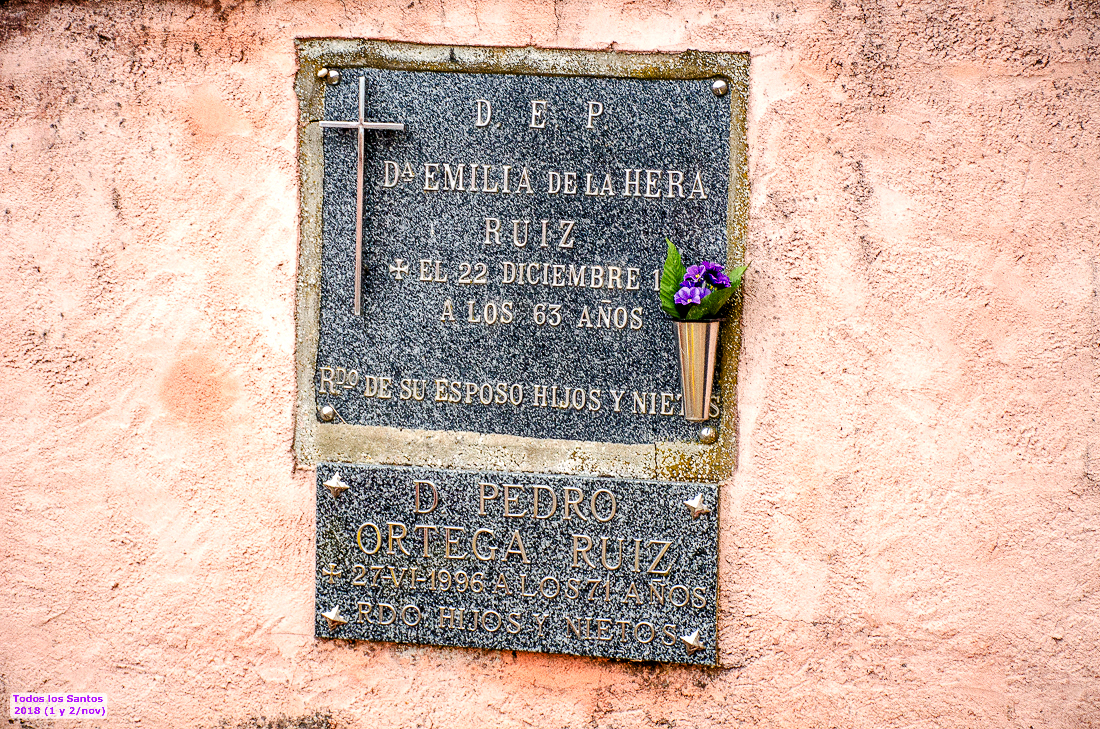 D E P
Dª EMILIA DE LA HERA
RUIZ
✝ EL 22 DICIEMBRE
A LOS 63 AÑOS
RDO DE SU ESPOSO HIJOS Y NIETOS
D PEDRO
ORTEGA RUIZ
✝ 27-VI-1996 A LOS 71 AÑOS
RDO HIJOS Y NIETOS
Todos los Santos
2018 (1 y 2/nov)